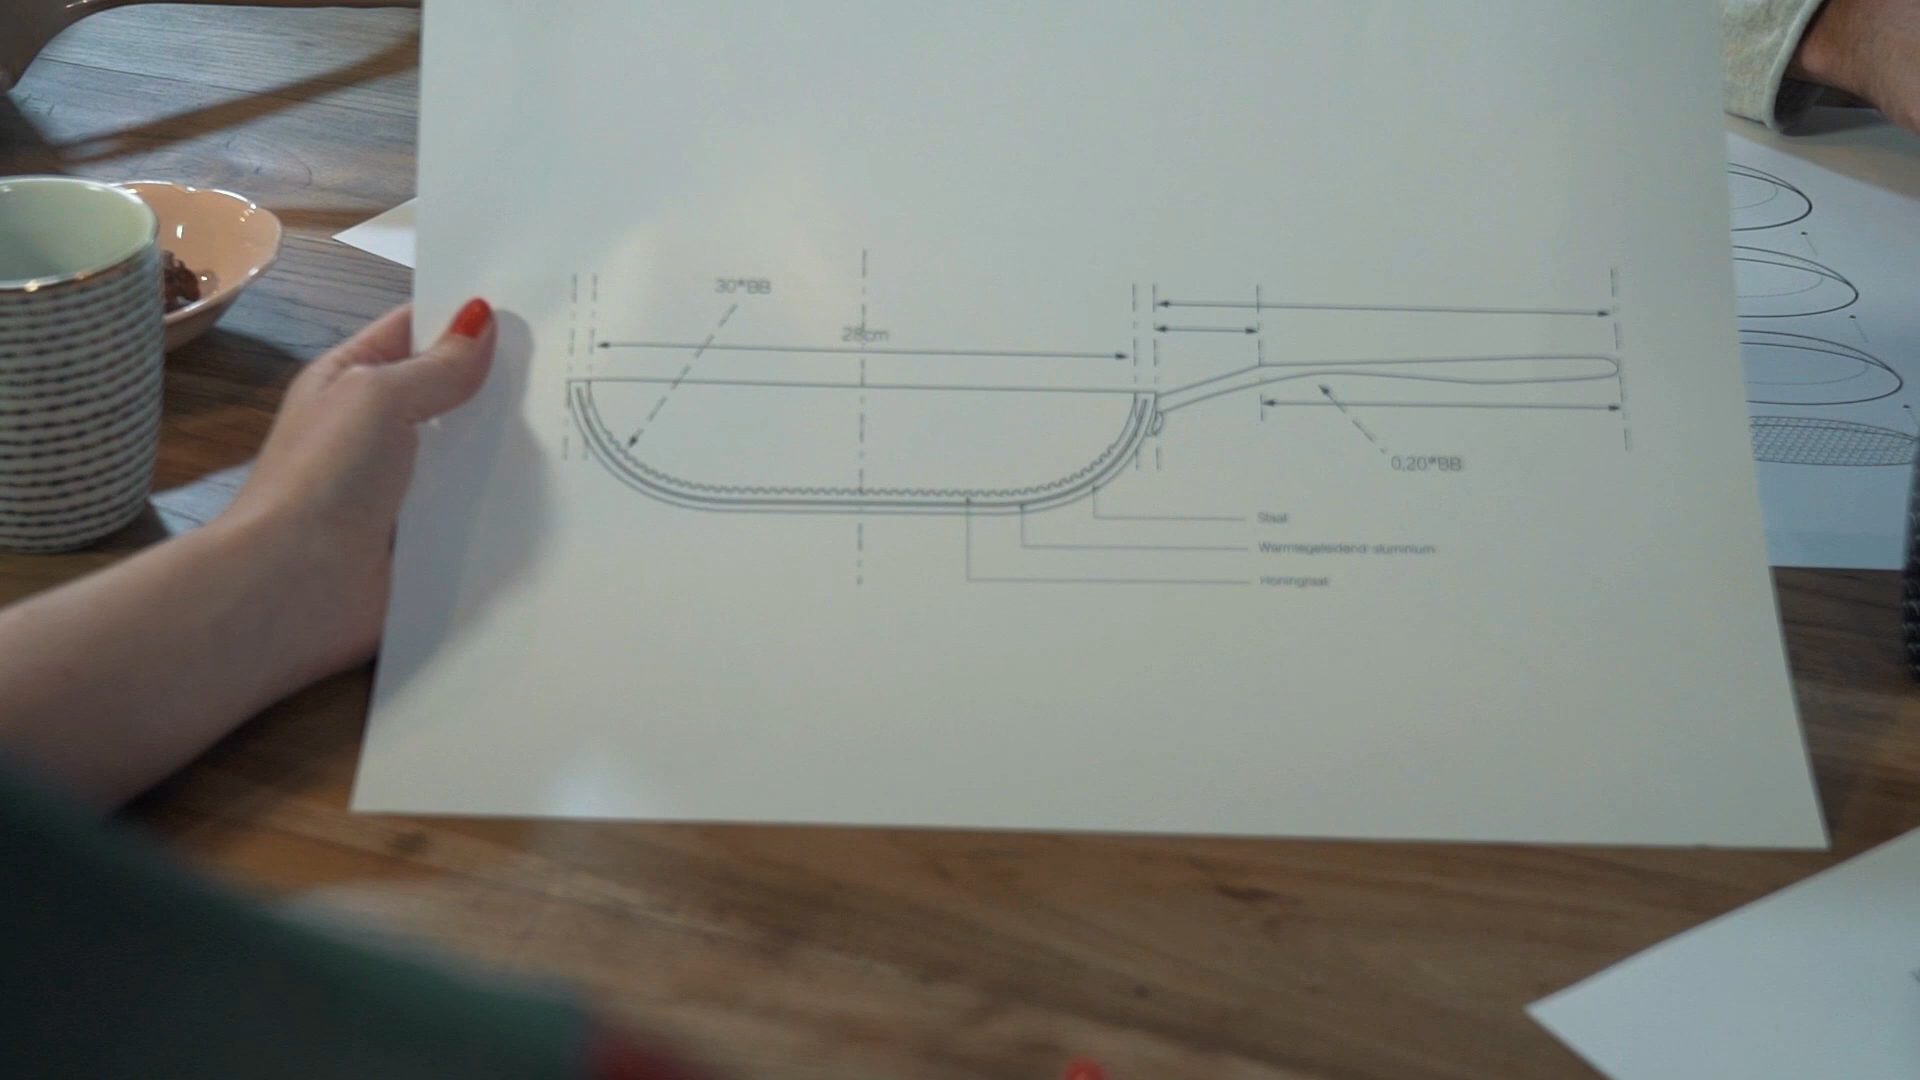 30*BB
28cm
0,20*BB
Staal
Warmtegeleidend aluminium
Honingraat